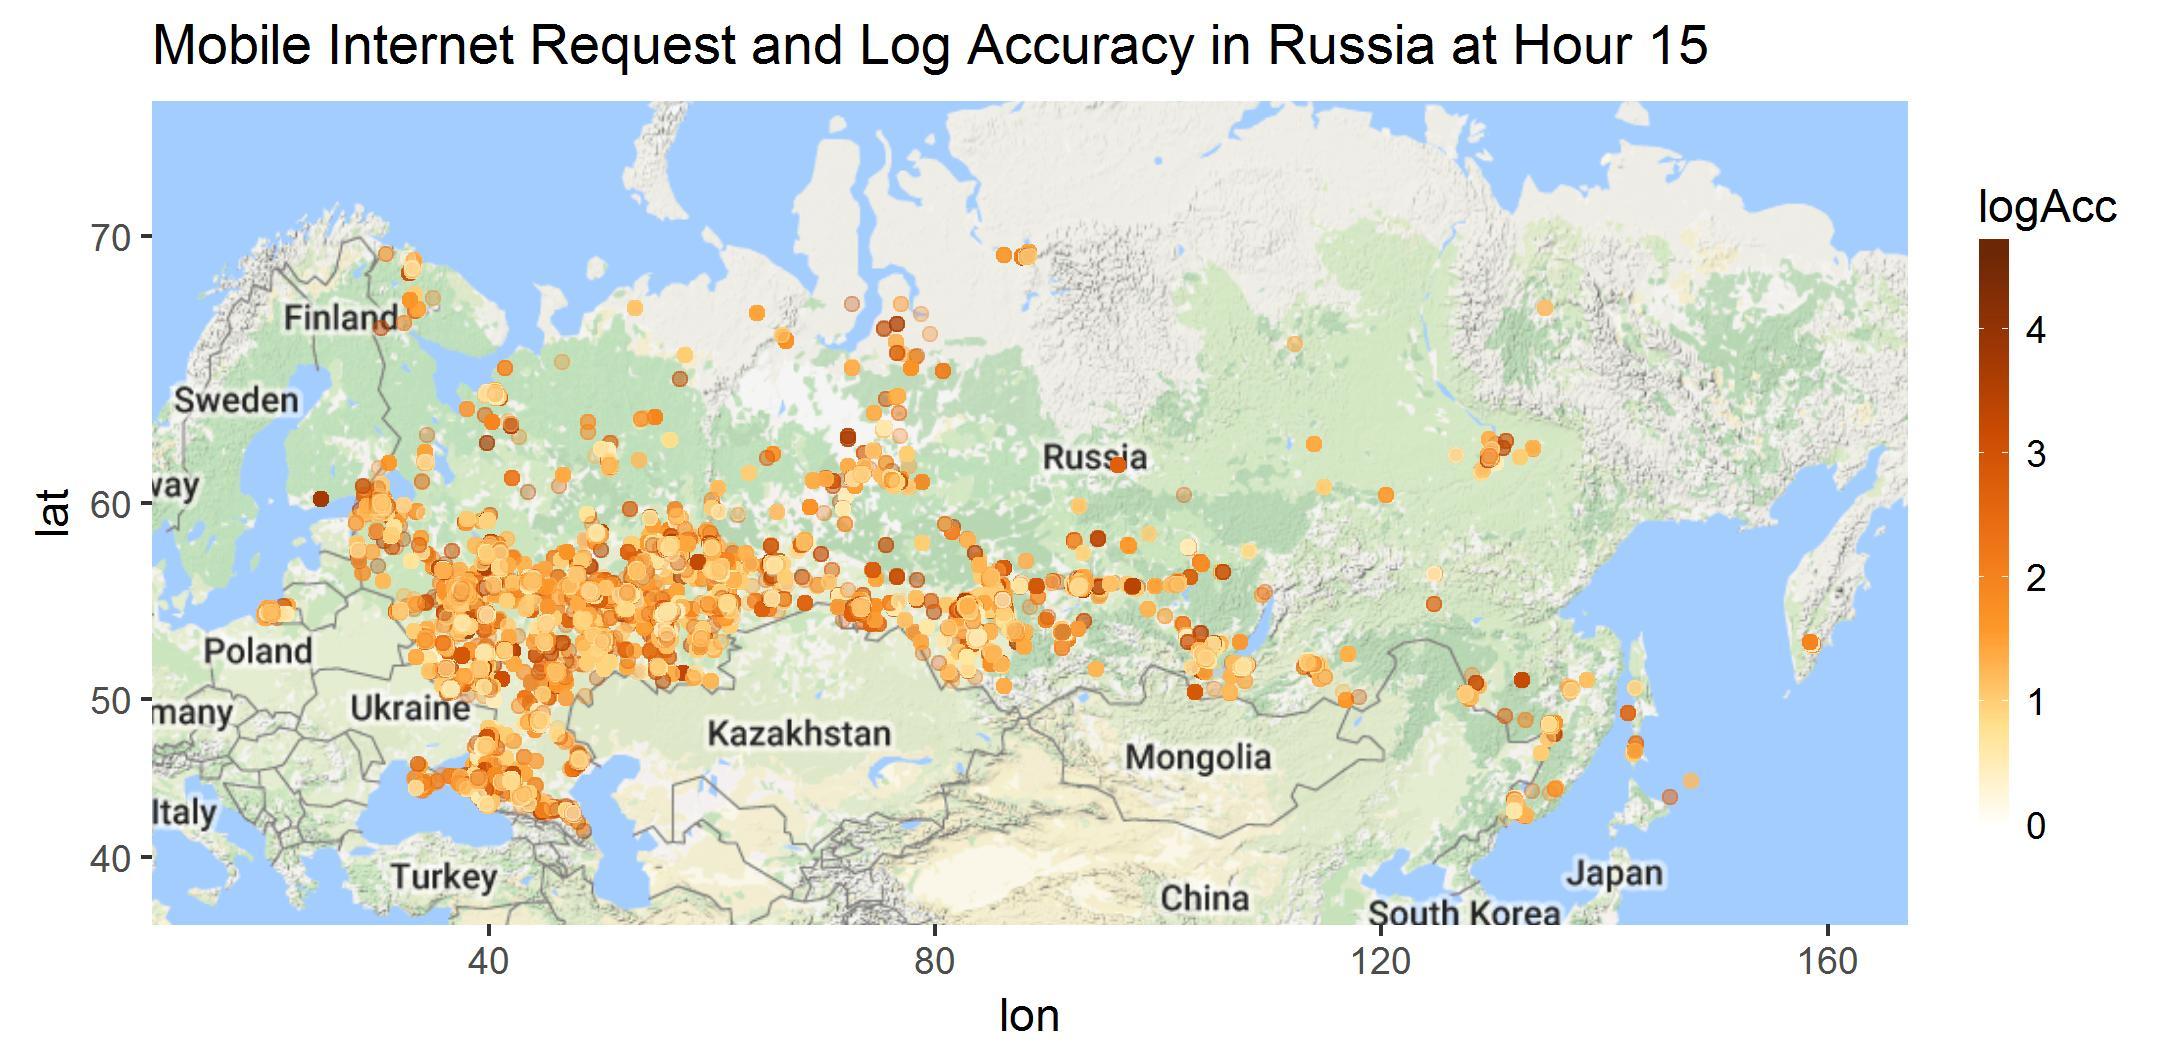 Mobile Internet Request and Log Accuracy in Russia at Hour 15
logAcc
70
Finland
4
Sweden
3
Russia
way
60
lat
2
Poland
50
many
Ukraine
1
Kazakhstan
Mongolia
Italy
0
40
Turkey
Japan
China
South Korea
40
80
120
160
lon